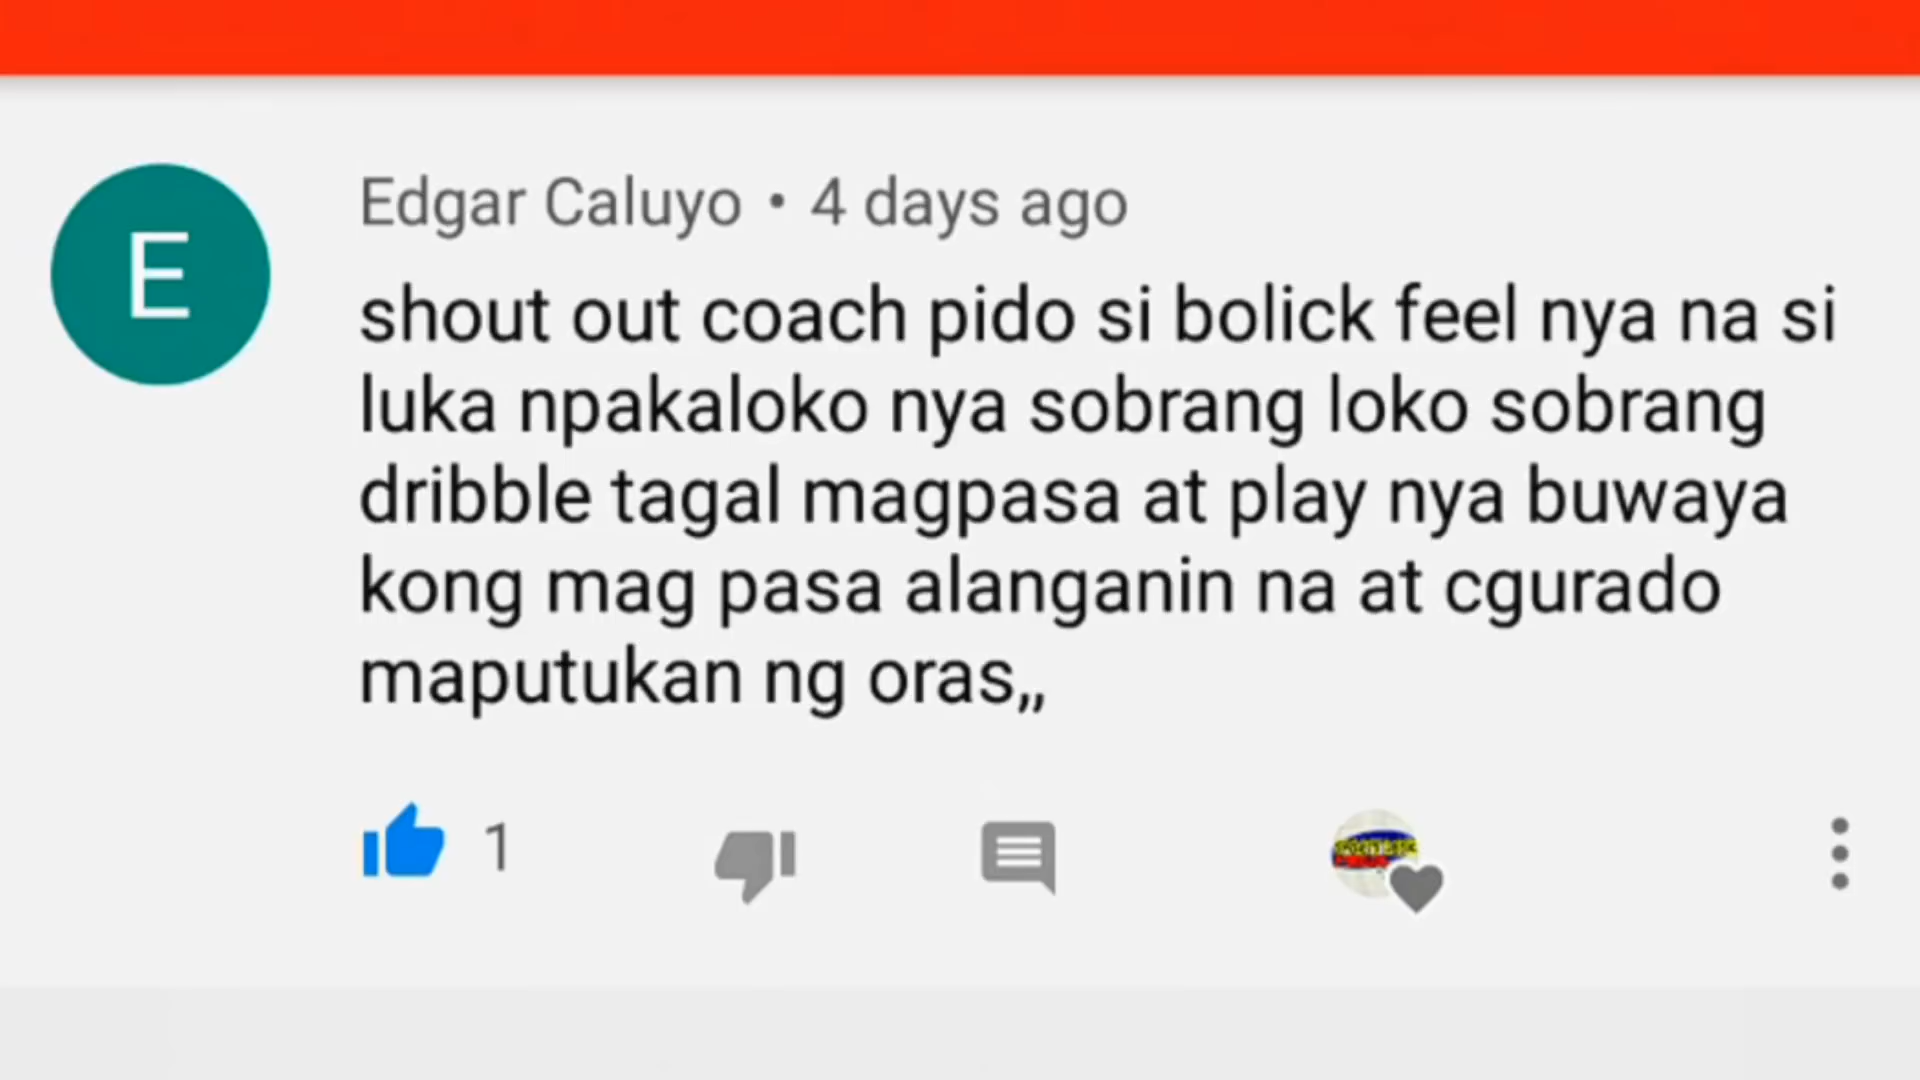 E
Edgar Caluyo • 4 days ago
shout out coach pido si bolick feel nya na si
luka npakaloko nya sobrang loko sobrang
dribble tagal magpasa at play nya buwaya
kong mag pasa alanganin na at cgurado
maputukan ng oras,,
1